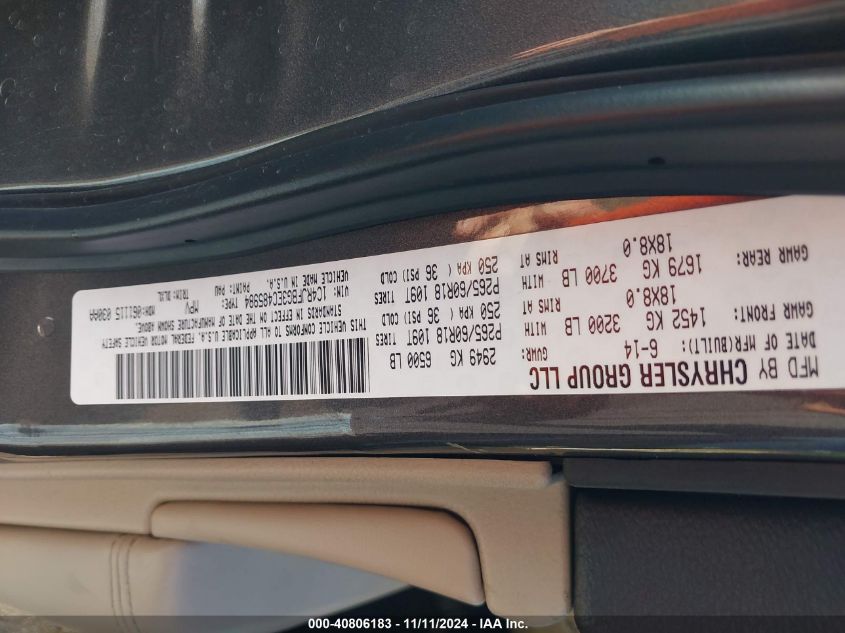 MFD BY CHRYSLER GROUP LLC
DATE OF MFR(BUILT): 6-14 GVWR: 2949 KG 6500 LB
GAWR FRONT: 1452 KG 3200 LB WITH P265/60R18 109T TIRES
18X8.0 RIMS AT 250 KPA ( 36 PSI) COLD
GAWR REAR: 1679 KG 3700 LB WITH P265/60R18 109T TIRES
18X8.0 RIMS AT 250 KPA ( 36 PSI) COLD
THIS VEHICLE CONFORMS TO ALL APPLICABLE U.S.A. FEDERAL MOTOR VEHICLE SAFETY
STANDARDS IN EFFECT ON THE DATE OF MANUFACTURE SHOWN ABOVE.
VIN: 1C4RJFBG3EC485984 TYPE: MPV MDH:061115 030AA
VEHICLE MADE IN U.S.A. PAINT: PAU TRIM: DLDL
000-40806183 - 11/11/2024 - IAA Inc.